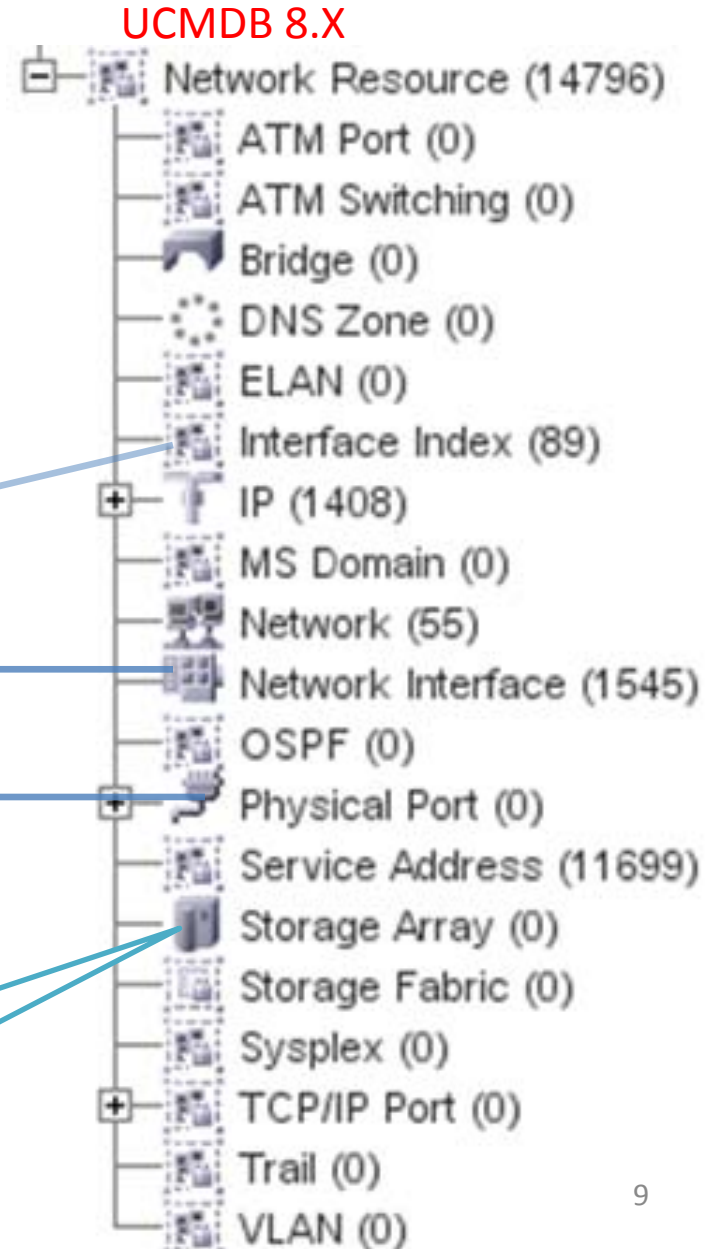 UCMDB 8.X
Network Resource (14796)
ATM Port (0)
ATM Switching (0)
Bridge (0)
DNS Zone (0)
ELAN (0)
Interface Index (89)
IP (1408)
MS Domain (0)
Network (55)
Network Interface (1545)
OSPF (0)
Physical Port (0)
Service Address (11699)
Storage Array (0)
Storage Fabric (0)
Sysplex (0)
TCP/IP Port (0)
Trail (0)
VLAN (0)
9